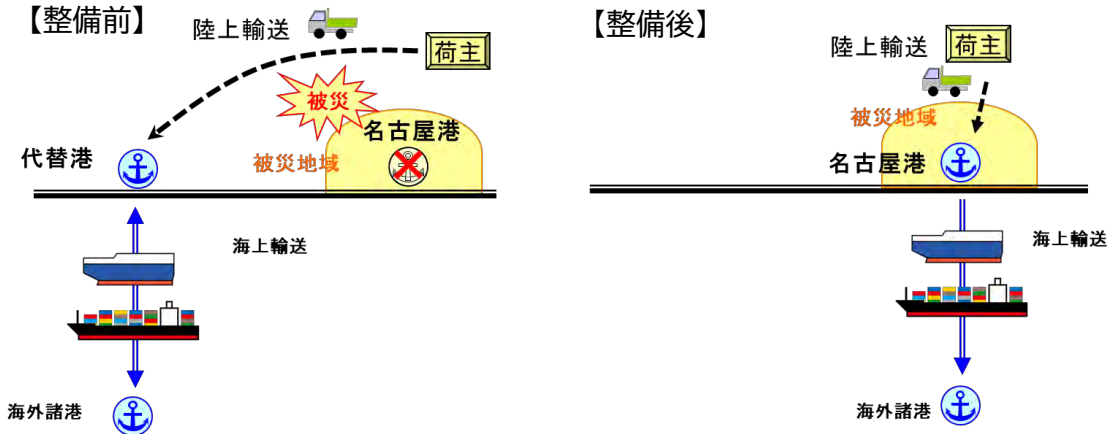 【整備前】
陸上輸送
荷主
被災
名古屋港
代替港
被災地域
海上輸送
海外諸港
【整備後】
陸上輸送
荷主
被災地域
名古屋港
海上輸送
海外諸港